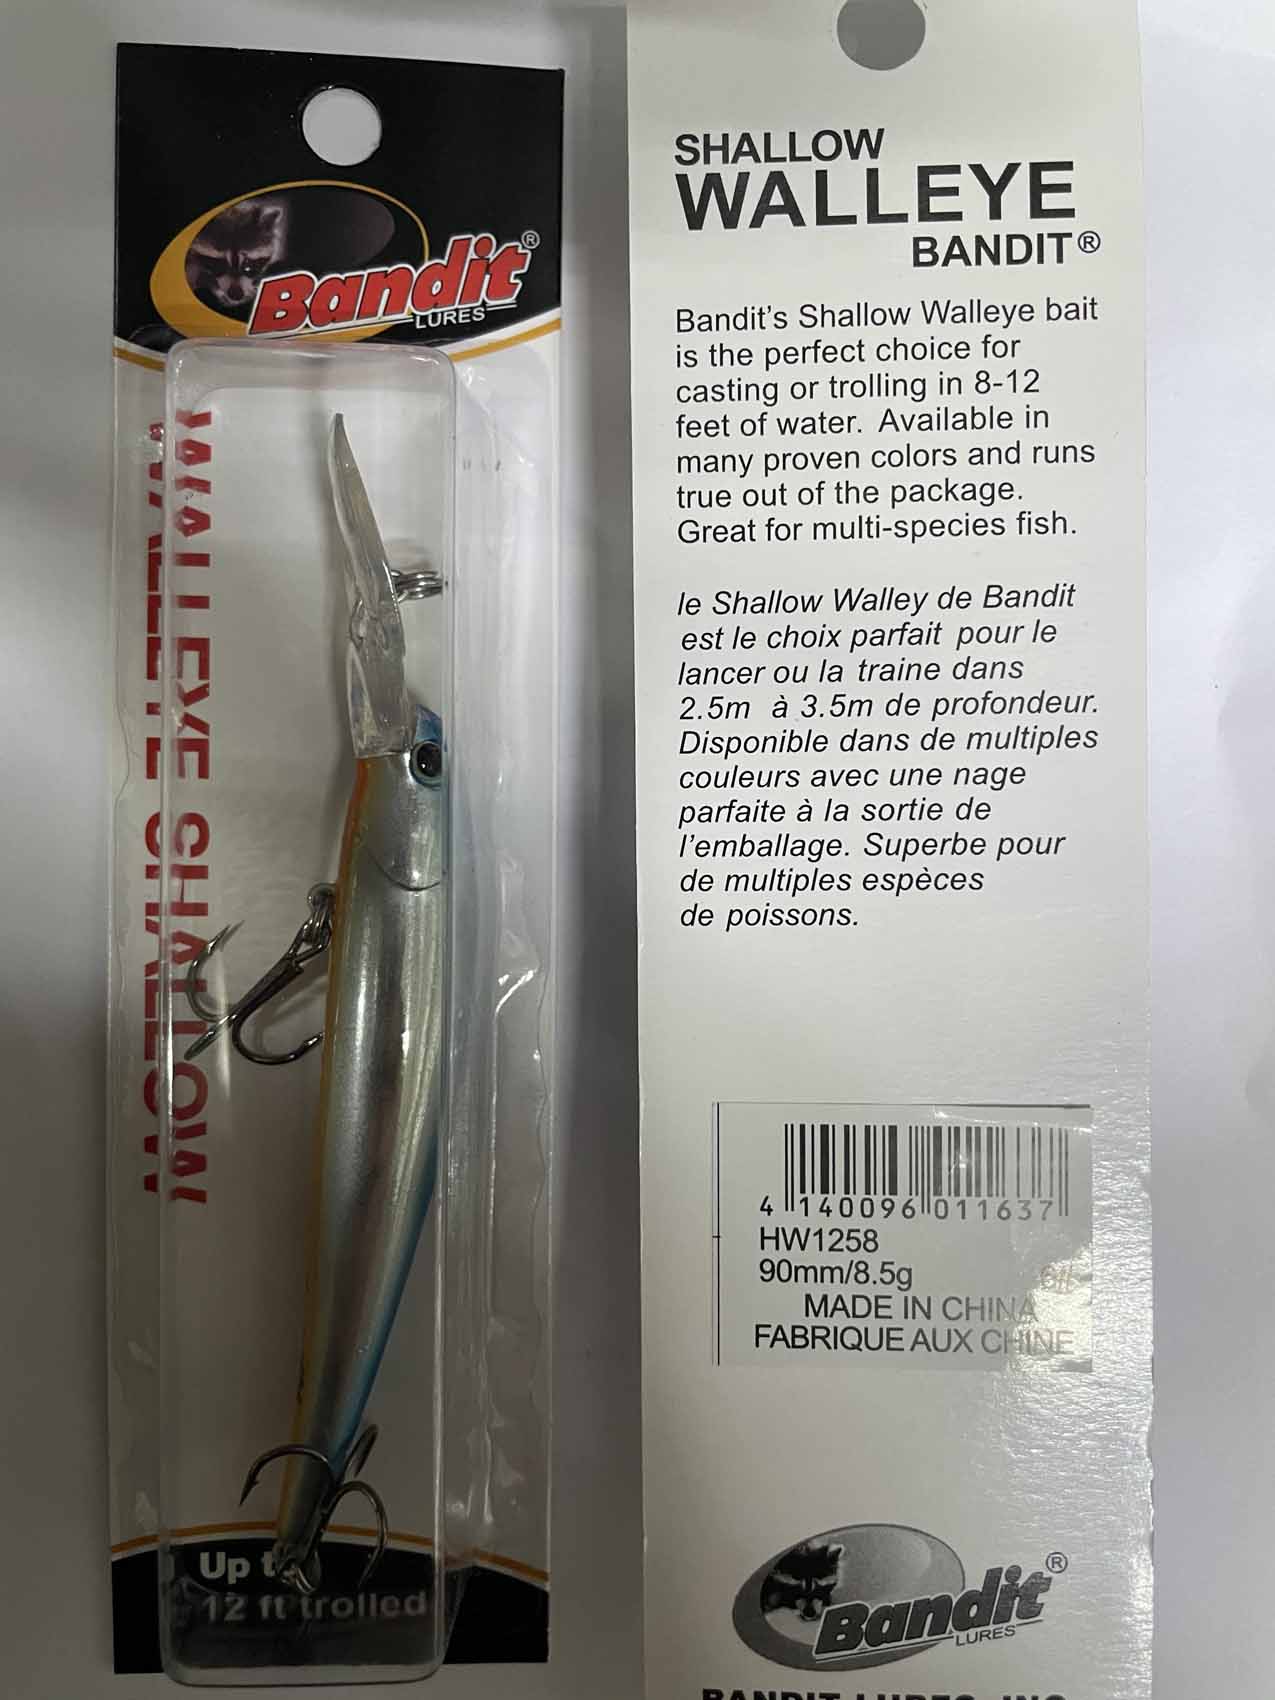 Bandit®
LURES
WALLEYE SHALLOW
Up
12 ft trolled
SHALLOW
WALLEYE
BANDIT®
Bandit's Shallow Walleye bait
is the perfect choice for
casting or trolling in 8-12
feet of water. Available in
many proven colors and runs
true out of the package.
Great for multi-species fish.
le Shallow Walley de Bandit
est le choix parfait pour le
lancer ou la traine dans
2.5m à 3.5m de profondeur.
Disponible dans de multiples
couleurs avec une nage
parfaite à la sortie de
l'emballage. Superbe pour
de multiples espèces
de poissons.
4 140096 011637
HW1258
90mm/8.5g
MADE IN CHINA
FABRIQUE AUX CHINE
Bandit®
LURES
BANDIT LURES, INC